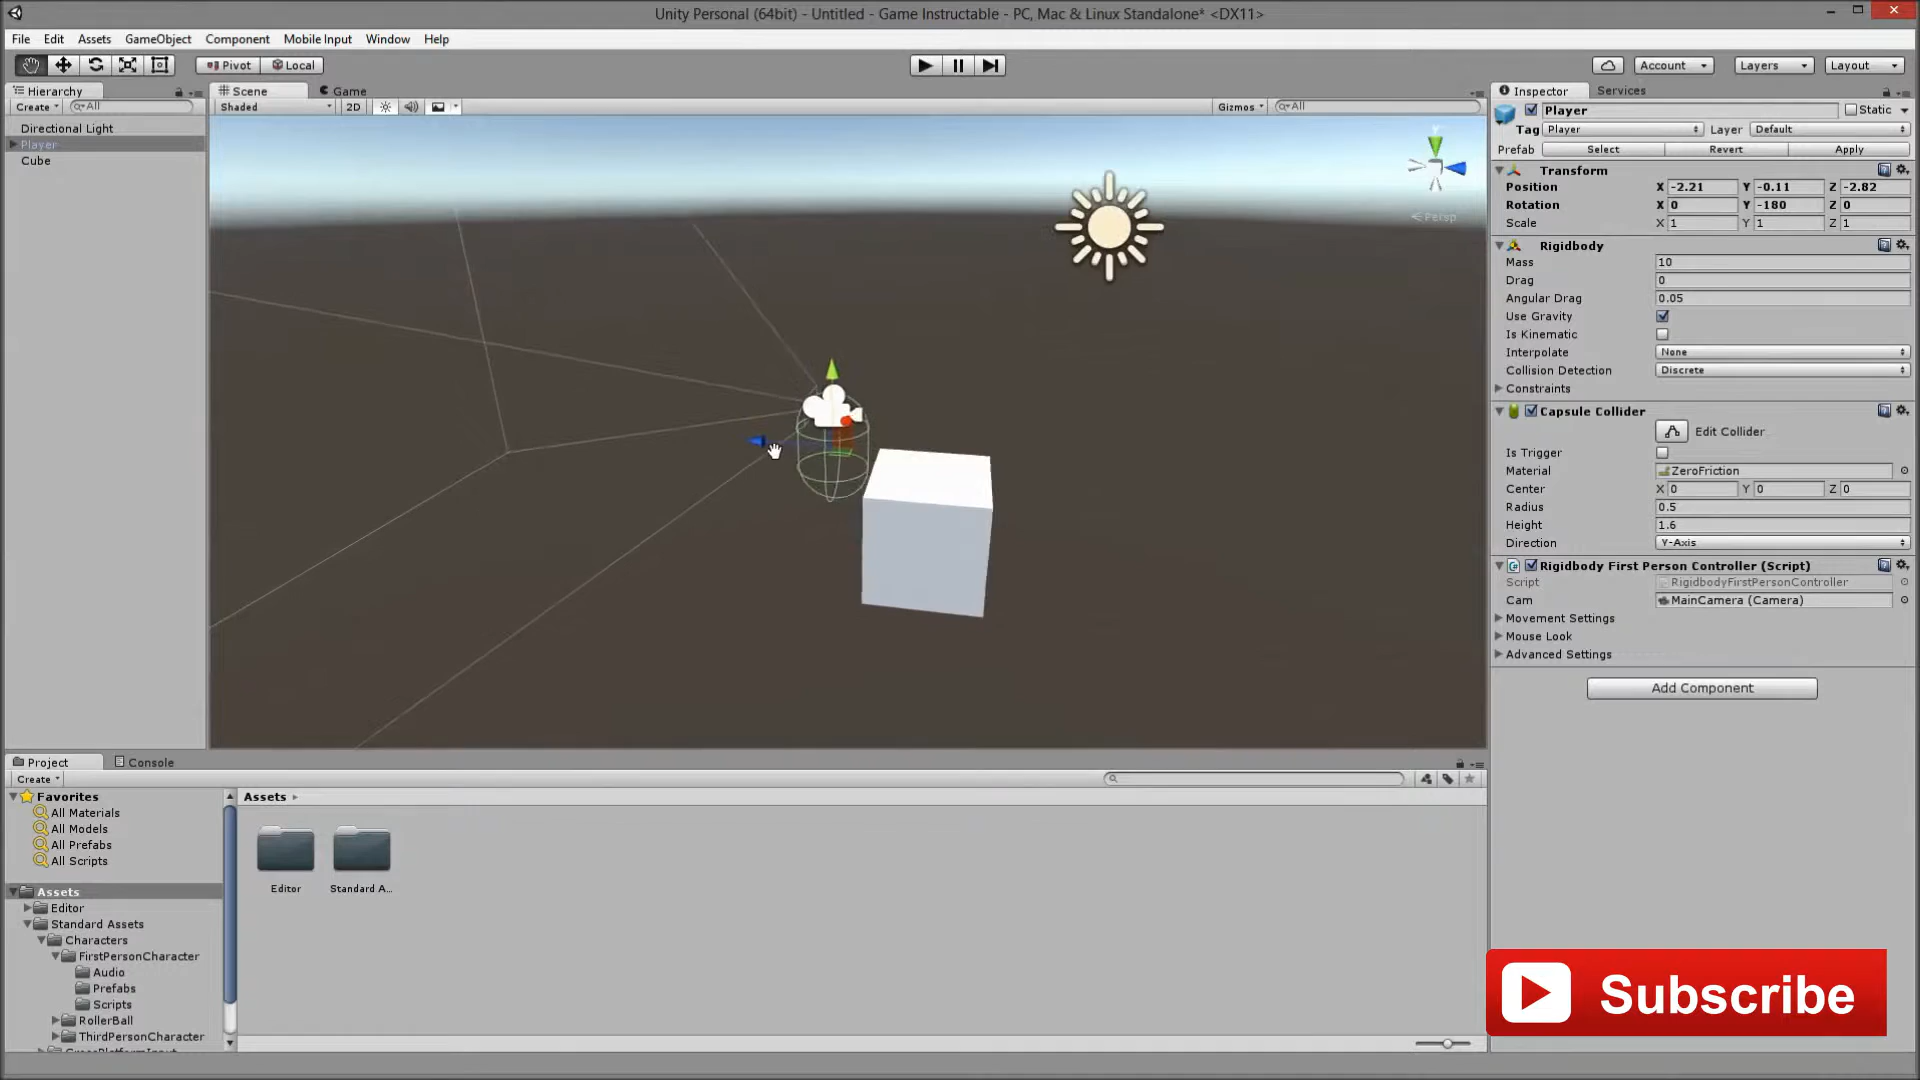 Unity Personal (64bit) - Untitled - Game Instructable - PC, Mac & Linux Standalone* <DX11>
File Edit Assets GameObject Component Mobile Input Window Help
Pivot Local Account Layers Layout
Hierarchy
Create All
Directional Light
Player
Cube
Scene Game
Shaded 2D Gizmos All
Y
Persp
Inspector Services
Player Static
Tag Player Layer Default
Prefab Select Revert Apply
Transform
Position X -2.21 Y -0.11 Z -2.82
Rotation X 0 Y -180 Z 0
Scale X 1 Y 1 Z 1
Rigidbody
Mass 10
Drag 0
Angular Drag 0.05
Use Gravity
Is Kinematic
Interpolate None
Collision Detection Discrete
Constraints
Capsule Collider
Edit Collider
Is Trigger
Material ZeroFriction
Center X 0 Y 0 Z 0
Radius 0.5
Height 1.6
Direction Y-Axis
Rigidbody First Person Controller (Script)
Script RigidbodyFirstPersonController
Cam MainCamera (Camera)
Movement Settings
Mouse Look
Advanced Settings
Add Component
Project Console
Create
Favorites
All Materials
All Models
All Prefabs
All Scripts
Assets
Editor
Standard Assets
Characters
FirstPersonCharacter
Audio
Prefabs
Scripts
RollerBall
ThirdPersonCharacter
Assets
Editor Standard A...
Subscribe